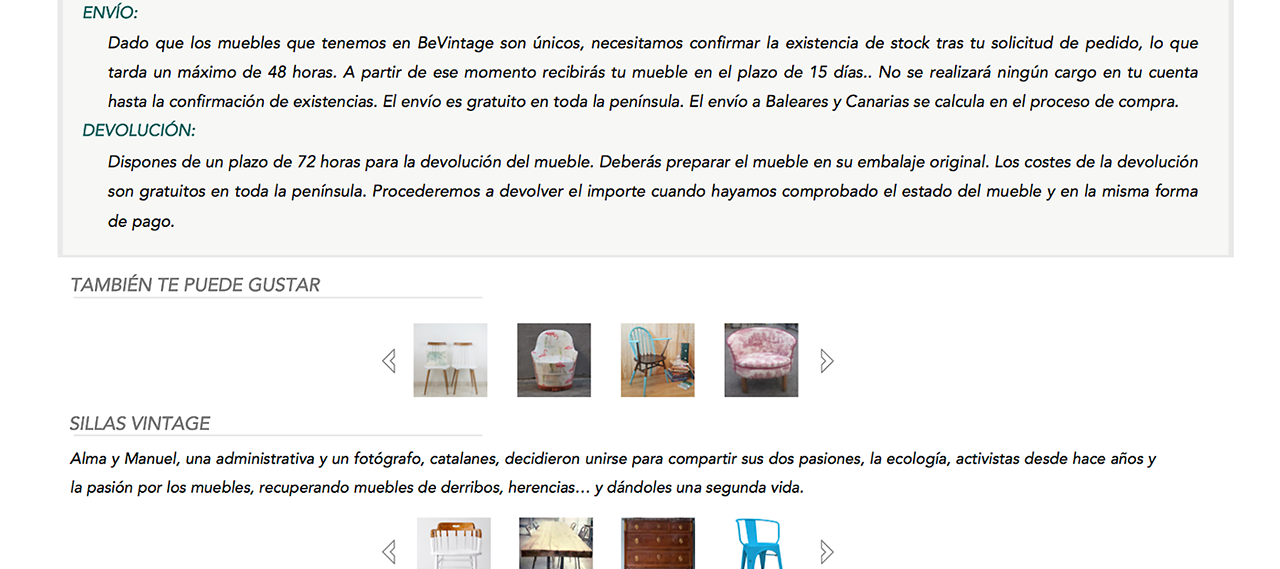 ENVÍO:
Dado que los muebles que tenemos en BeVintage son únicos, necesitamos confirmar la existencia de stock tras tu solicitud de pedido, lo que
tarda un máximo de 48 horas. A partir de ese momento recibirás tu mueble en el plazo de 15 días.. No se realizará ningún cargo en tu cuenta
hasta la confirmación de existencias. El envío es gratuito en toda la península. El envío a Baleares y Canarias se calcula en el proceso de compra.
DEVOLUCIÓN:
Dispones de un plazo de 72 horas para la devolución del mueble. Deberás preparar el mueble en su embalaje original. Los costes de la devolución
son gratuitos en toda la península. Procederemos a devolver el importe cuando hayamos comprobado el estado del mueble y en la misma forma
de pago.
TAMBIÉN TE PUEDE GUSTAR
SILLAS VINTAGE
Alma y Manuel, una administrativa y un fotógrafo, catalanes, decidieron unirse para compartir sus dos pasiones, la ecología, activistas desde hace años y
la pasión por los muebles, recuperando muebles de derribos, herencias... y dándoles una segunda vida.